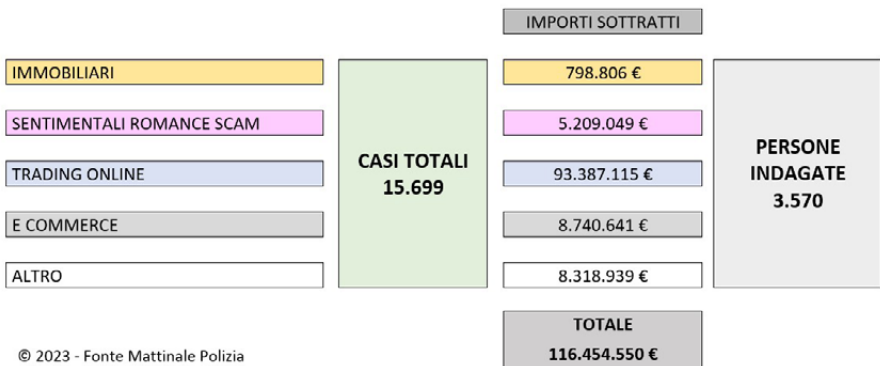 IMPORTI SOTTRATTI
IMMOBILIARI
798.806 €
SENTIMENTALI ROMANCE SCAM
5.209.049 €
TRADING ONLINE
93.387.115 €
E COMMERCE
8.740.641 €
ALTRO
8.318.939 €
CASI TOTALI
15.699
PERSONE
INDAGATE
3.570
TOTALE
116.454.550 €
© 2023 - Fonte Mattinale Polizia